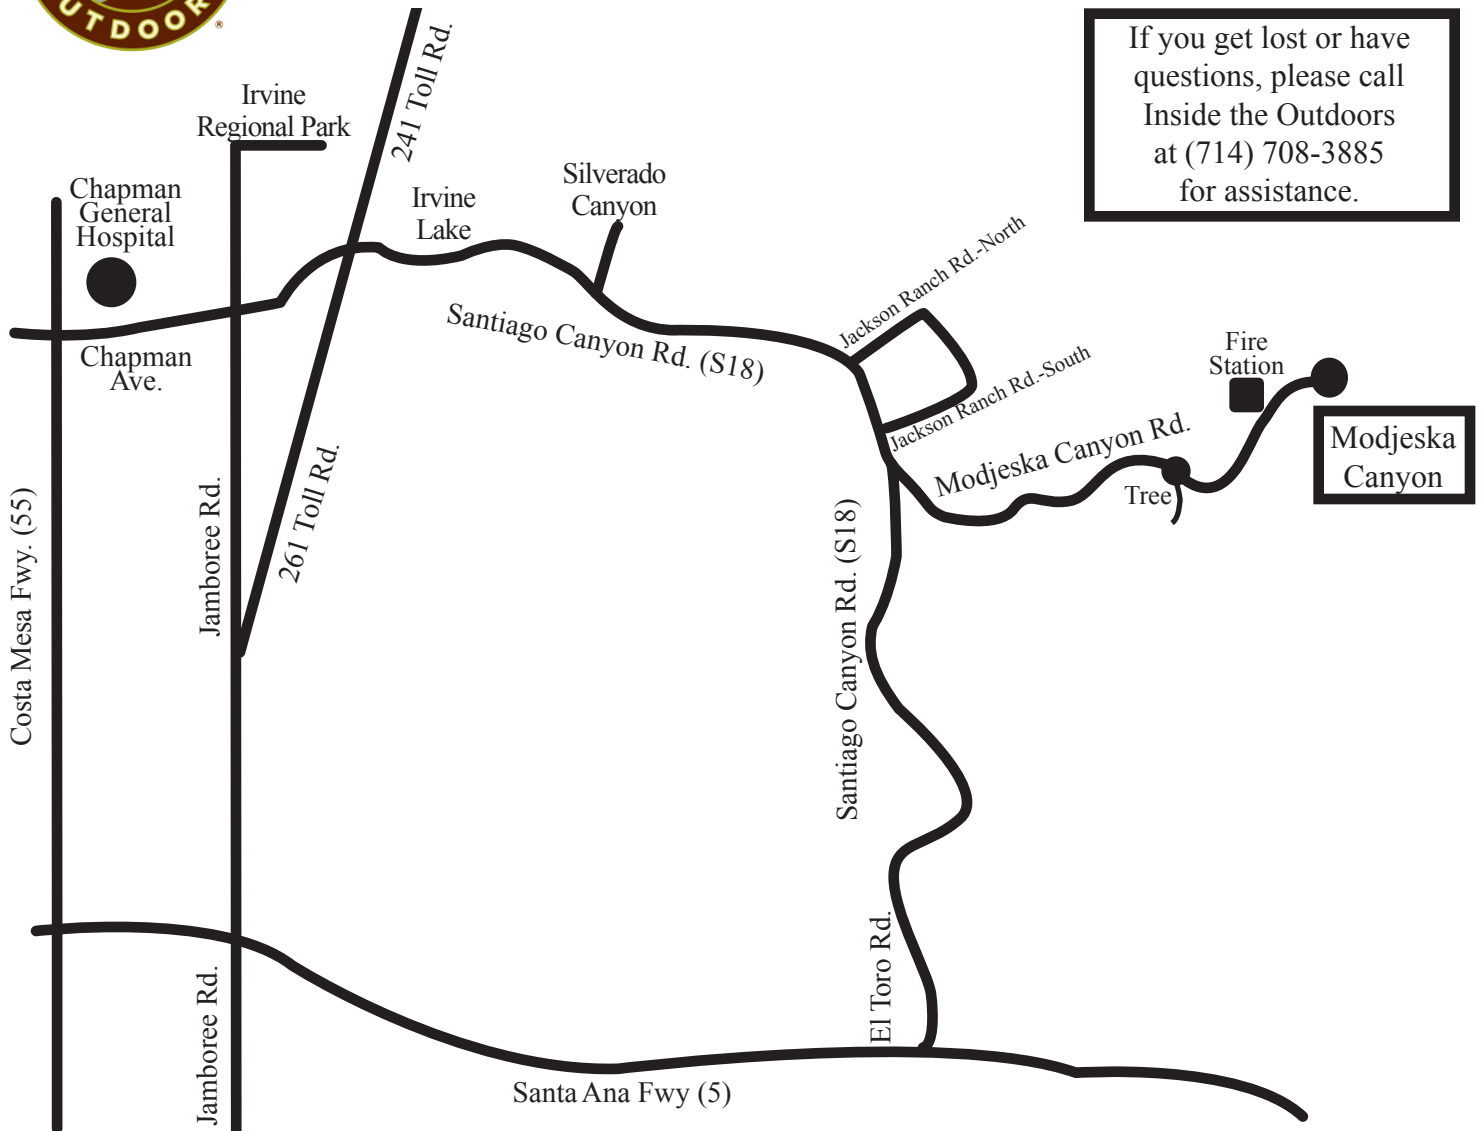 OUTDOOR
®
If you get lost or have
questions, please call
Inside the Outdoors
at (714) 708-3885
for assistance.
241 Toll Rd.
Irvine
Regional Park
Chapman
General
Hospital
Irvine
Lake
Silverado
Canyon
Jackson Ranch Rd.-North
Santiago Canyon Rd. (S18)
Chapman
Ave.
Jackson Ranch Rd.-South
Fire
Station
Modjeska Canyon Rd.
Modjeska
Canyon
Tree
261 Toll Rd.
Jamboree Rd.
Costa Mesa Fwy. (55)
Santiago Canyon Rd. (S18)
El Toro Rd.
Jamboree Rd.
Santa Ana Fwy (5)